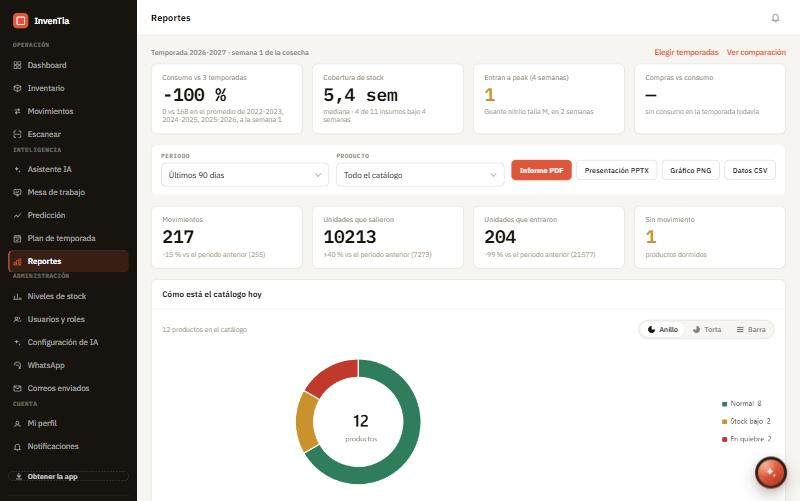 InvenTIa
OPERACIÓN
Dashboard
Inventario
Movimientos
Escanear
INTELIGENCIA
Asistente IA
Mesa de trabajo
Predicción
Plan de temporada
Reportes
ADMINISTRACIÓN
Niveles de stock
Usuarios y roles
Configuración de IA
WhatsApp
Correos enviados
CUENTA
Mi perfil
Notificaciones
Obtener la app
Reportes
Temporada 2026-2027 · semana 1 de la cosecha
Elegir temporadas Ver comparación
Consumo vs 3 temporadas
-100 %
0 vs 168 en promedio de 2022-2023,
2024-2025, 2025-2026, a la semana 1
Cobertura de stock
5,4 sem
mediana · 4 de 11 insumos bajo 4
semanas
Entran a peak (4 semanas)
1
Guante nitrilo talla M, en 2 semanas
Compras vs consumo
—
sin consumo en la temporada todavía
PERIODO
Últimos 90 días
PRODUCTO
Todo el catálogo
Informe PDF
Presentación PPTX
Gráfico PNG
Datos CSV
Movimientos
217
-15 % vs el periodo anterior (255)
Unidades que salieron
10213
+40 % vs el periodo anterior (7273)
Unidades que entraron
204
-99 % vs el periodo anterior (21577)
Sin movimiento
1
productos dormidos
Cómo está el catálogo hoy
12 productos en el catálogo
Anillo
Torta
Barra
12
productos
Normal 8
Stock bajo 2
En quiebre 2